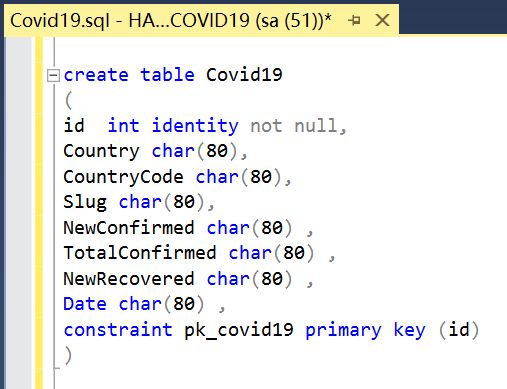 Covid19.sql - HA...COVID19 (sa (51))*
create table Covid19
(
id  int identity not null,
Country char(80),
CountryCode char(80),
Slug char(80),
NewConfirmed char(80) ,
TotalConfirmed char(80) ,
NewRecovered char(80) ,
Date char(80) ,
constraint pk_covid19 primary key (id)
)